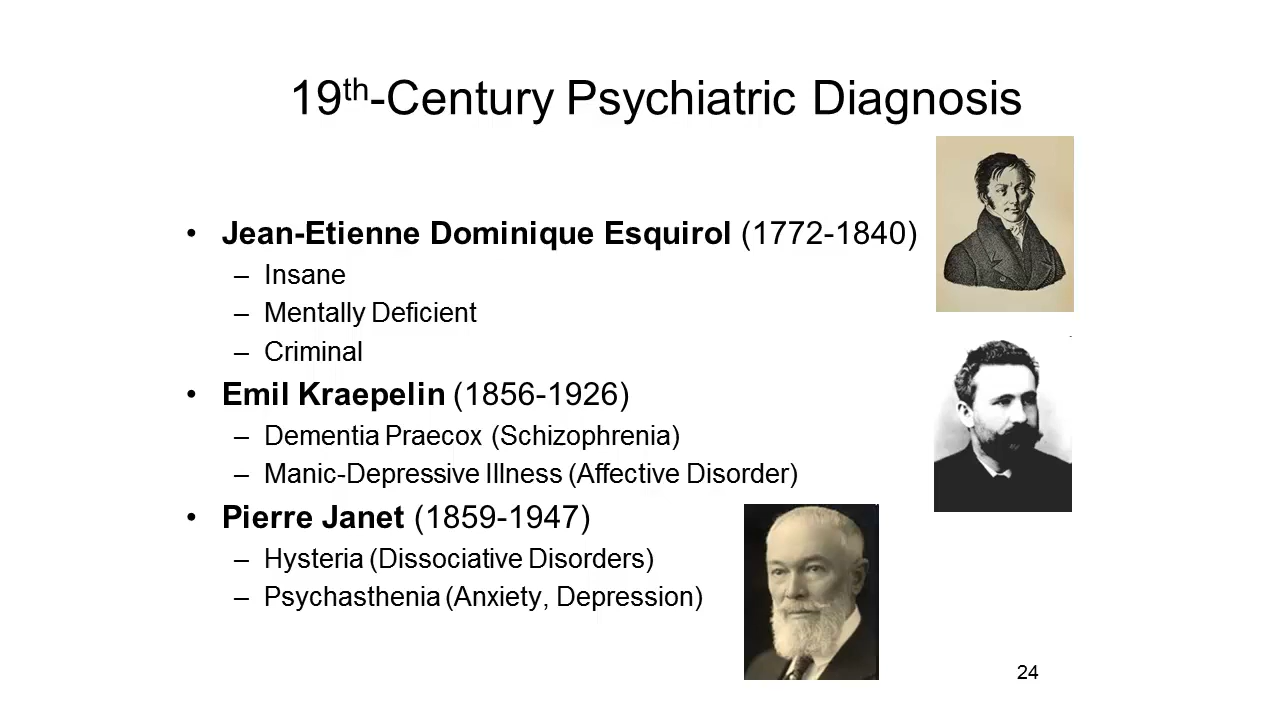 19th-Century Psychiatric Diagnosis
• Jean-Etienne Dominique Esquirol (1772-1840)
– Insane
– Mentally Deficient
– Criminal
• Emil Kraepelin (1856-1926)
– Dementia Praecox (Schizophrenia)
– Manic-Depressive Illness (Affective Disorder)
• Pierre Janet (1859-1947)
– Hysteria (Dissociative Disorders)
– Psychasthenia (Anxiety, Depression)
24